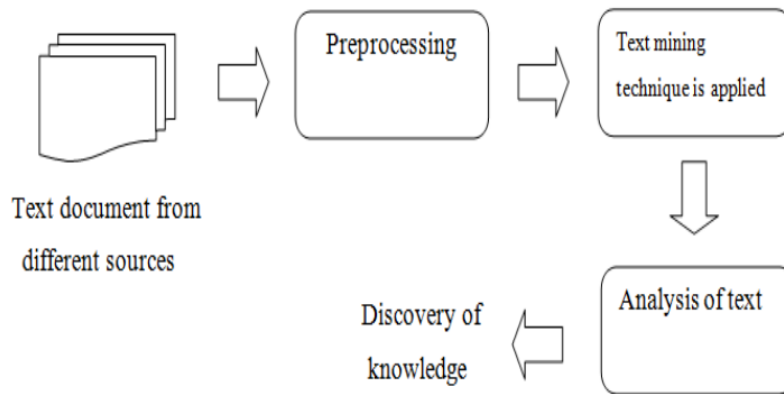 Preprocessing
Text mining
technique is applied
Text document from
different sources
Analysis of text
Discovery of
knowledge